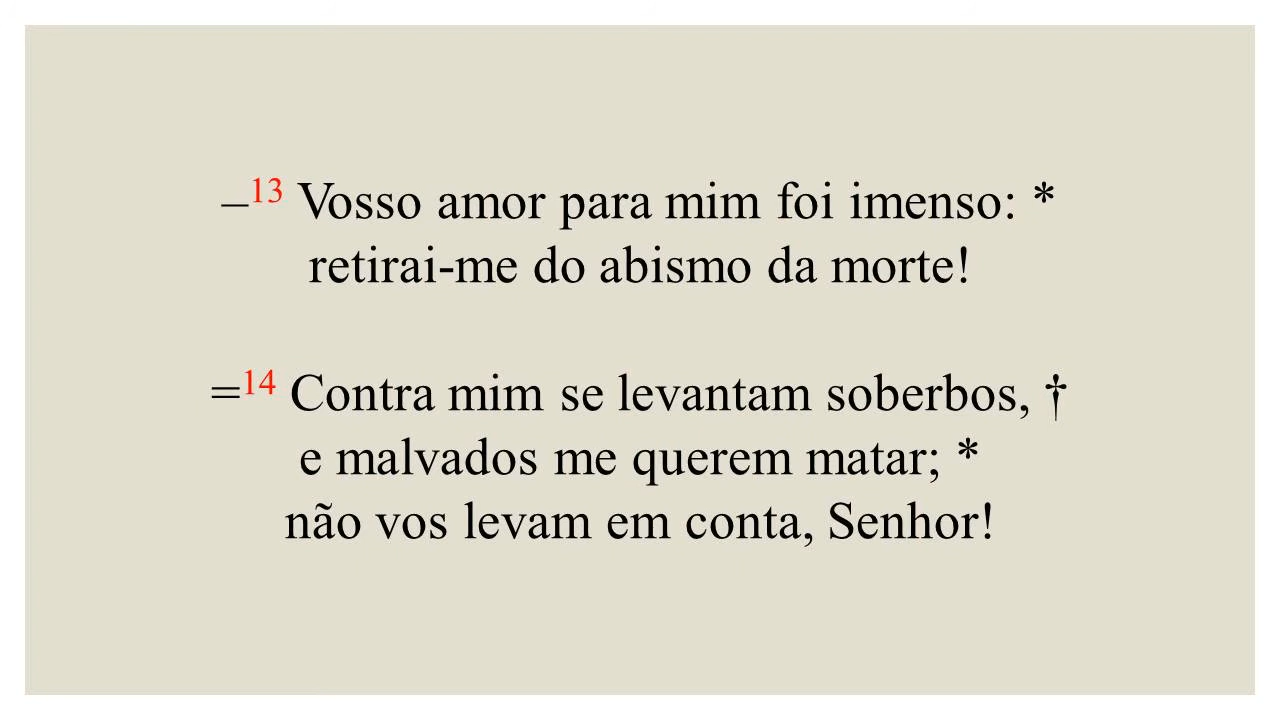 –13 Vosso amor para mim foi imenso: *
retirai-me do abismo da morte!
=14 Contra mim se levantam soberbos, †
e malvados me querem matar; *
não vos levam em conta, Senhor!